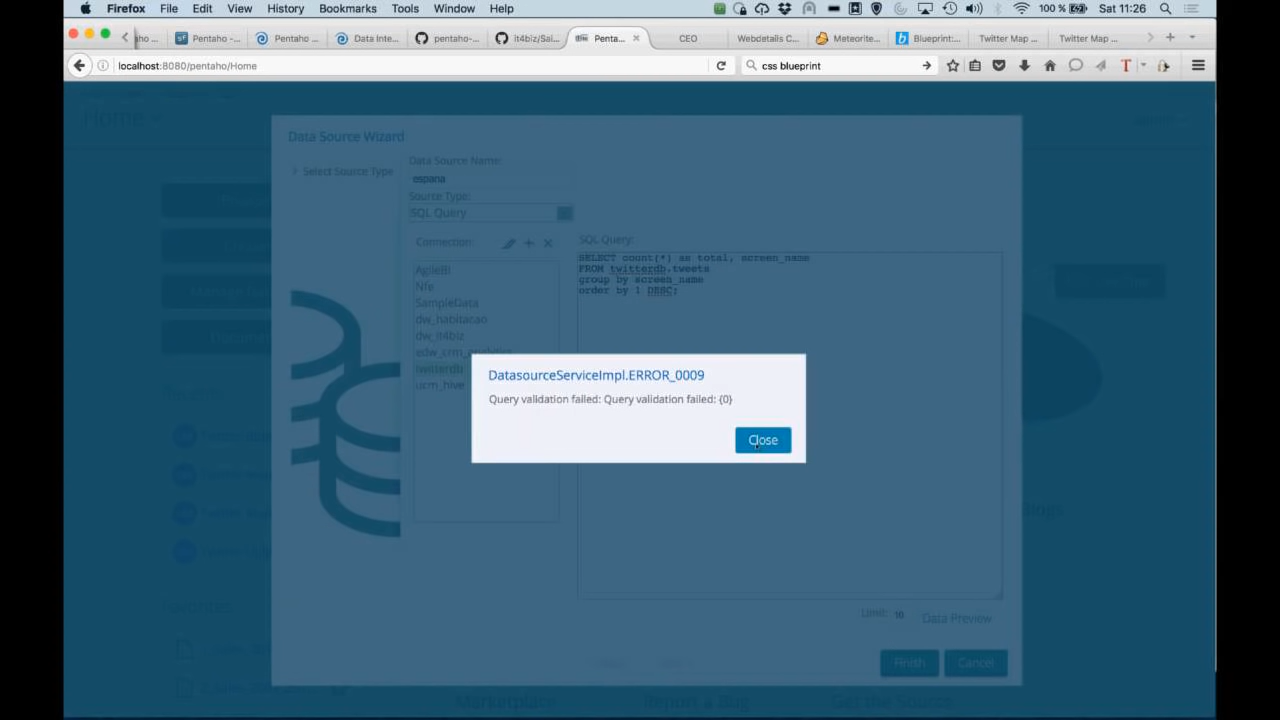 Firefox File Edit View History Bookmarks Tools Window Help 100 % Sat 11:26
ho ... Pentaho -... Pentaho ... Data Inte... pentaho-... it4biz/Sai... Penta... CEO Webdetails C... Meteorite... Blueprint:... Twitter Map ... Twitter Map ...
localhost:8080/pentaho/Home css blueprint
Home
Data Source Wizard
Select Source Type
Data Source Name:
espana
Source Type:
SQL Query
Connection:
AgileBI
Nfe
SampleData
dw_habitacao
dw_it4biz
edw_crm_analytics
twitterdb
ucm_hive
SQL Query:
SELECT count(*) as total, screen_name
FROM twitterdb.tweets
group by screen_name
order by 1 DESC;
DatasourceServiceImpl.ERROR_0009
Query validation failed: Query validation failed: {0}
Close
Limit: 10 Data Preview
Finish Cancel
Marketplace Report a Bug Get the Source